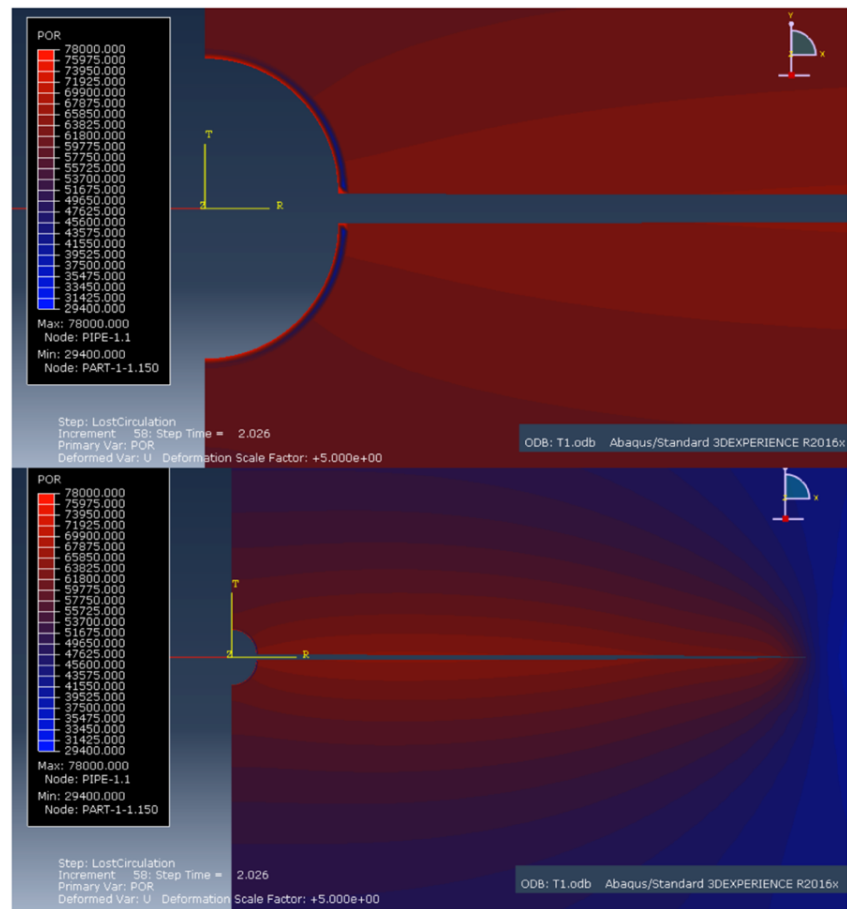 POR
78000.000
75975.000
73950.000
71925.000
69900.000
67875.000
65850.000
63825.000
61800.000
59775.000
57750.000
55725.000
53700.000
51675.000
49650.000
47625.000
45600.000
43575.000
41550.000
39525.000
37500.000
35475.000
33450.000
31425.000
29400.000
Max: 78000.000
Node: PIPE-1.1
Min: 29400.000
Node: PART-1-1.150
Y
X
T
Z
R
Step: LostCirculation
Increment 58: Step Time = 2.026
Primary Var: POR
Deformed Var: U Deformation Scale Factor: +5.000e+00
ODB: T1.odb Abaqus/Standard 3DEXPERIENCE R2016x
POR
78000.000
75975.000
73950.000
71925.000
69900.000
67875.000
65850.000
63825.000
61800.000
59775.000
57750.000
55725.000
53700.000
51675.000
49650.000
47625.000
45600.000
43575.000
41550.000
39525.000
37500.000
35475.000
33450.000
31425.000
29400.000
Max: 78000.000
Node: PIPE-1.1
Min: 29400.000
Node: PART-1-1.150
X
T
Z
R
Step: LostCirculation
Increment 58: Step Time = 2.026
Primary Var: POR
Deformed Var: U Deformation Scale Factor: +5.000e+00
ODB: T1.odb Abaqus/Standard 3DEXPERIENCE R2016x